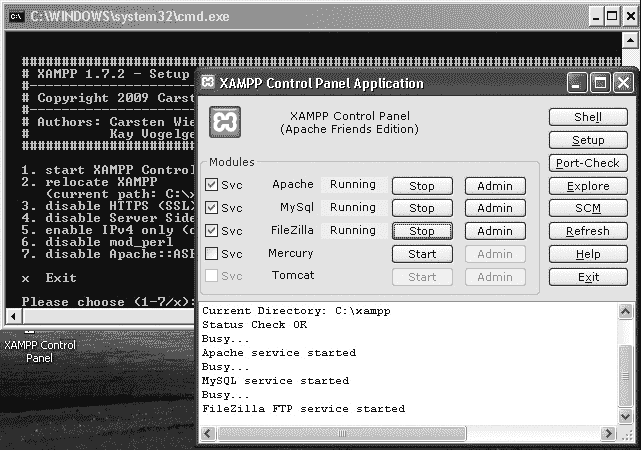 C:\WINDOWS\system32\cmd.exe
# XAMPP 1.7.2 - Setup
# Copyright 2009 Carst
# Authors: Carsten Wie
# Kay Vogelge
1. start XAMPP Control
2. relocate XAMPP
(current path: C:\x
3. disable HTTPS (SSL)
4. disable Server Side
5. enable IPv4 only (c
6. disable mod_perl
7. disable Apache::ASP
x Exit
Please choose (1-7/x):
XAMPP Control
Panel
XAMPP Control Panel Application
XAMPP Control Panel
(Apache Friends Edition)
Modules
Svc Apache Running Stop Admin
Svc MySql Running Stop Admin
Svc FileZilla Running Stop Admin
Svc Mercury Start Admin
Svc Tomcat Start Admin
Shell
Setup
Port-Check
Explore
SCM
Refresh
Help
Exit
Current Directory: C:\xampp
Status Check OK
Busy...
Apache service started
Busy...
MySQL service started
Busy...
FileZilla FTP service started